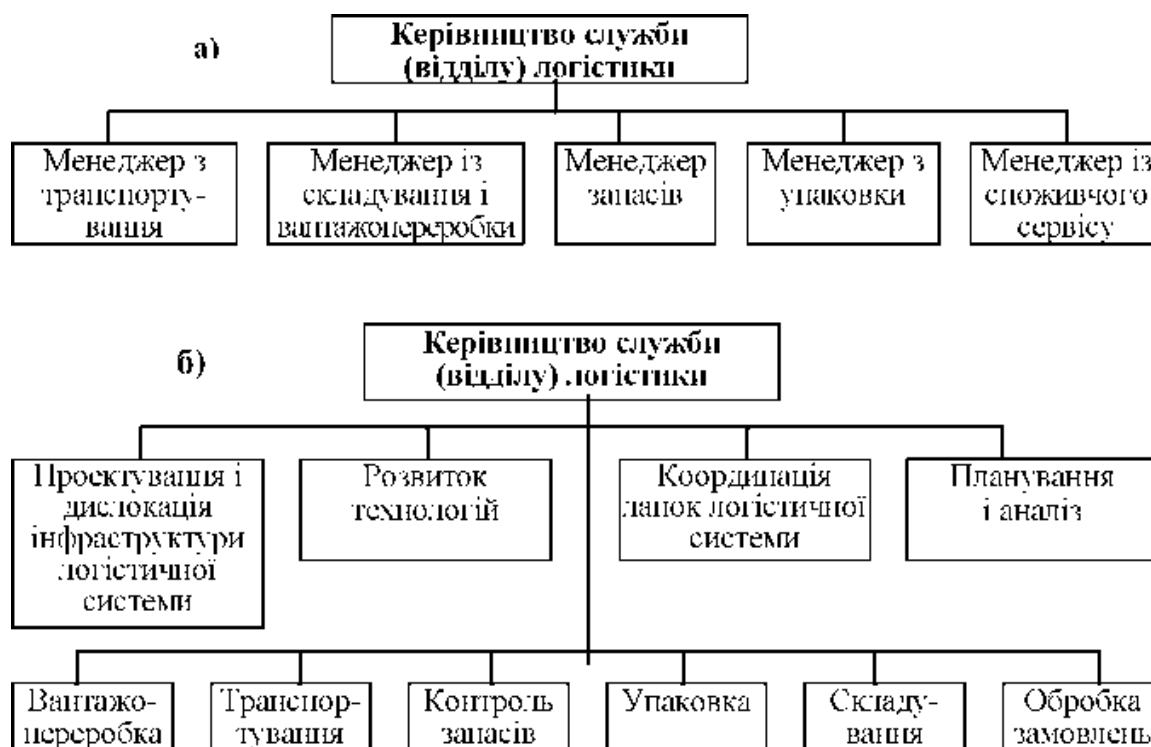 а)
Керівництво служби
(відділу) логістики
Менеджер з
транспорту-
вання
Менеджер із
складування і
вантажопереробки
Менеджер
запасів
Менеджер з
упаковки
Менеджер із
споживчого
сервісу
б)
Керівництво служби
(відділу) логістики
Проектування і
дислокація
інфраструктури
логістичної
системи
Розвиток
технологій
Координація
ланок логістичної
системи
Планування
і аналіз
Вантажо-
переробка
Транспор-
тування
Контроль
запасів
Упаковка
Складу-
вання
Обробка
замовлень